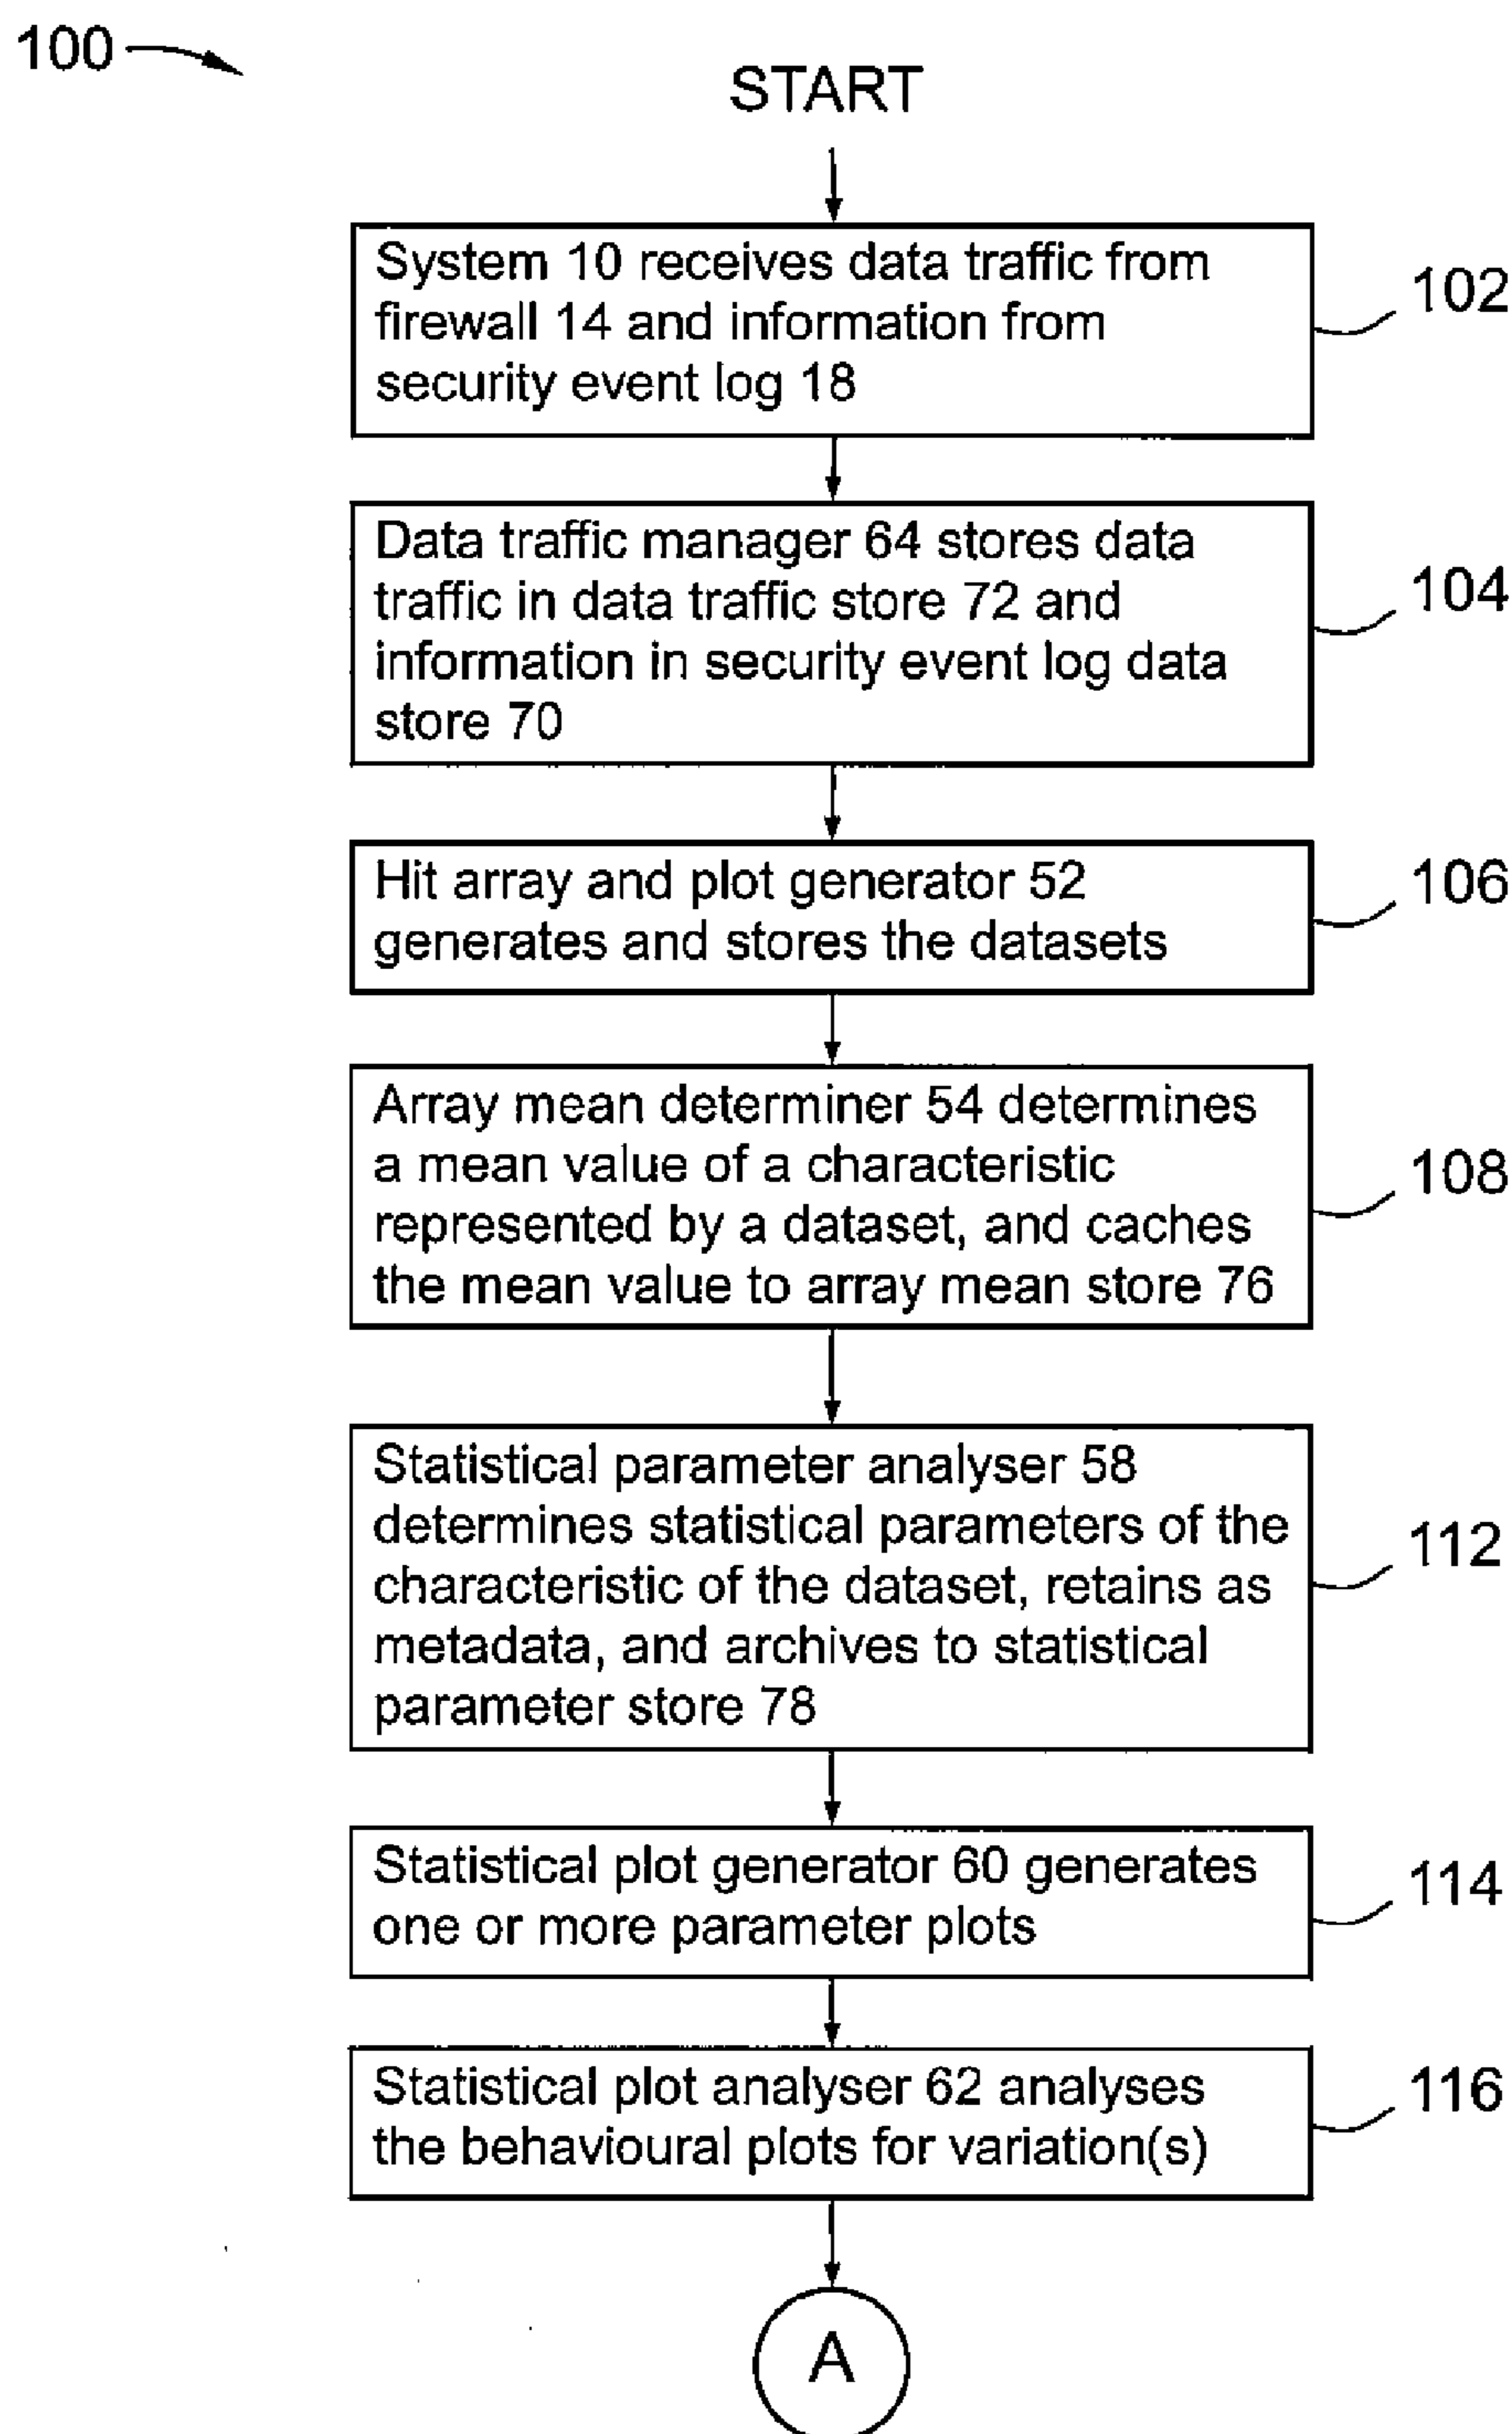 100
START
System 10 receives data traffic from
firewall 14 and information from
security event log 18
102
Data traffic manager 64 stores data
traffic in data traffic store 72 and
information in security event log data
store 70
104
Hit array and plot generator 52
generates and stores the datasets
106
Array mean determiner 54 determines
a mean value of a characteristic
represented by a dataset, and caches
the mean value to array mean store 76
108
Statistical parameter analyser 58
determines statistical parameters of the
characteristic of the dataset, retains as
metadata, and archives to statistical
parameter store 78
112
Statistical plot generator 60 generates
one or more parameter plots
114
Statistical plot analyser 62 analyses
the behavioural plots for variation(s)
116
A